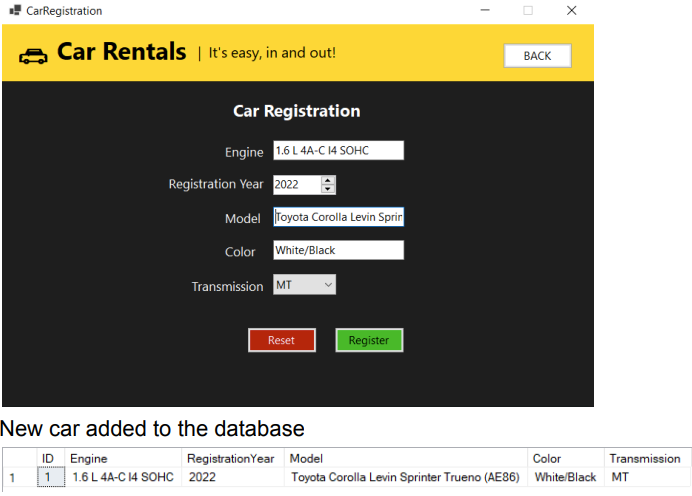 CarRegistration
Car Rentals | It's easy, in and out!
BACK
Car Registration
Engine 1.6 L 4A-C I4 SOHC
Registration Year 2022
Model Toyota Corolla Levin Sprin
Color White/Black
Transmission MT
Reset Register
New car added to the database
ID Engine RegistrationYear Model Color Transmission
1 1 1.6 L 4A-C I4 SOHC 2022 Toyota Corolla Levin Sprinter Trueno (AE86) White/Black MT